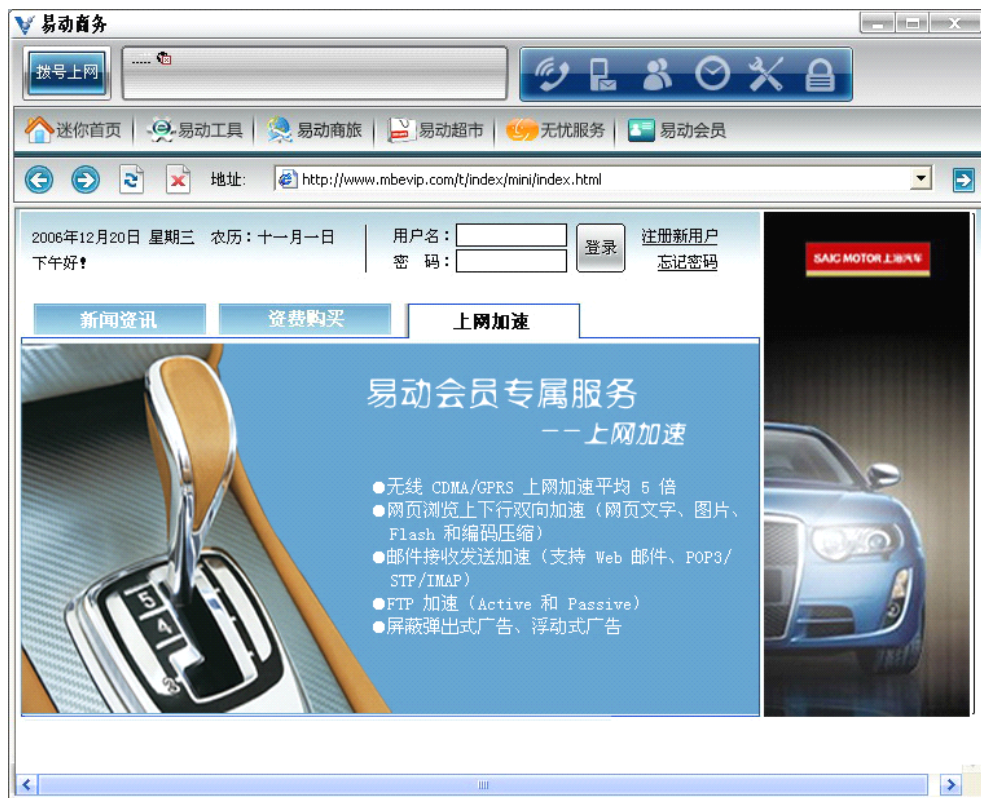 易动商务
拨号上网
.....
迷你首页 易动工具 易动商旅 易动超市 无忧服务 易动会员
地址: http://www.mbevip.com/t/index/mini/index.html
2006年12月20日 星期三 农历：十一月一日
下午好！
用户名：
密 码：
登录
注册新用户
忘记密码
SAIC MOTOR 上海汽车
新闻资讯 资费购买 上网加速
易动会员专属服务
——上网加速
●无线 CDMA/GPRS 上网加速平均 5 倍
●网页浏览上下行双向加速（网页文字、图片、
Flash 和编码压缩）
●邮件接收发送加速（支持 Web 邮件、POP3/
STP/IMAP）
●FTP 加速（Active 和 Passive）
●屏蔽弹出式广告、浮动式广告
5
4